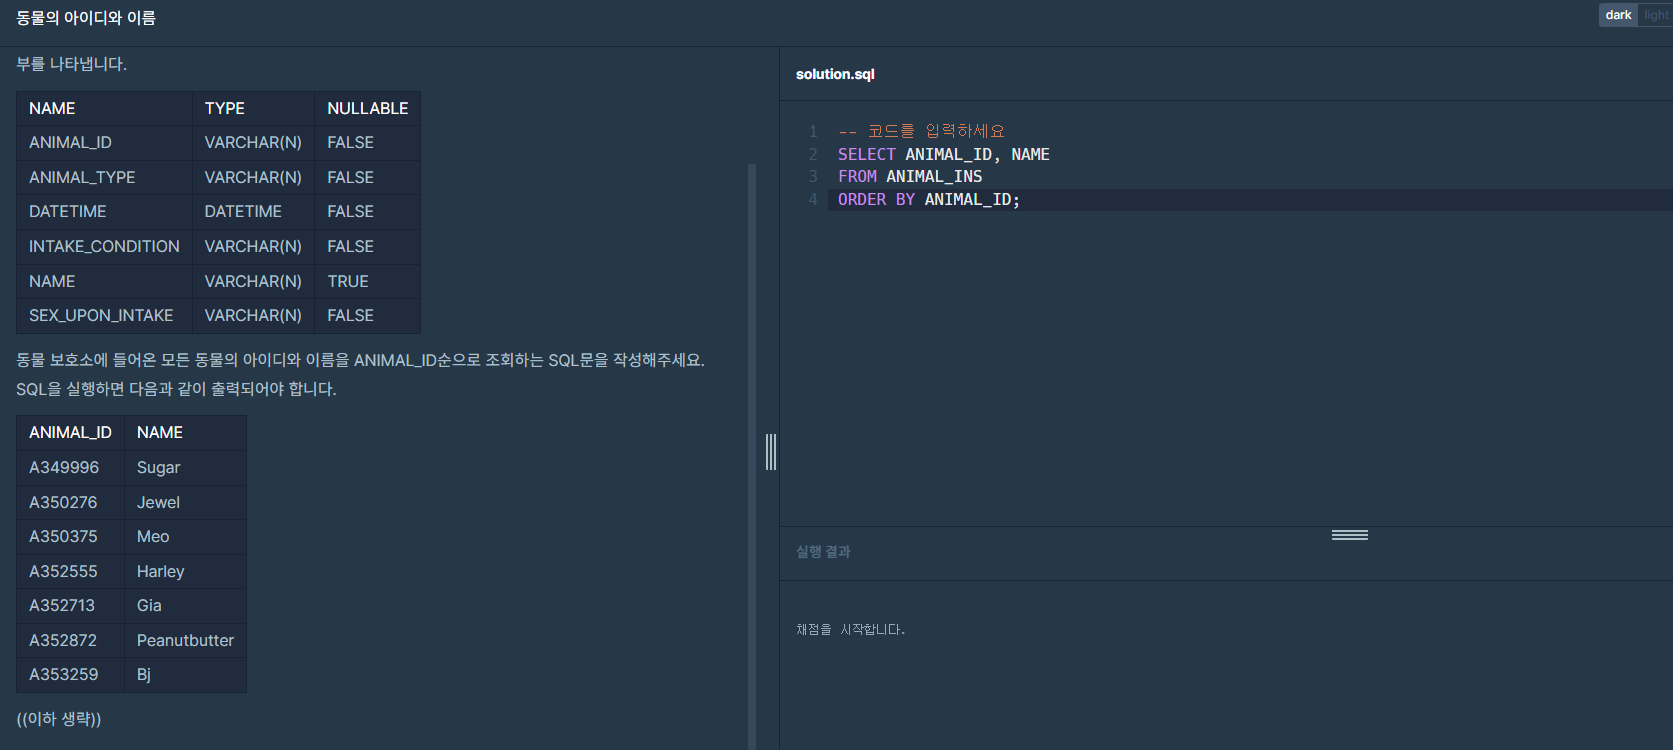 동물의 아이디와 이름
dark light
부를 나타냅니다.
NAME TYPE NULLABLE
ANIMAL_ID VARCHAR(N) FALSE
ANIMAL_TYPE VARCHAR(N) FALSE
DATETIME DATETIME FALSE
INTAKE_CONDITION VARCHAR(N) FALSE
NAME VARCHAR(N) TRUE
SEX_UPON_INTAKE VARCHAR(N) FALSE
동물 보호소에 들어온 모든 동물의 아이디와 이름을 ANIMAL_ID순으로 조회하는 SQL문을 작성해주세요.
SQL을 실행하면 다음과 같이 출력되어야 합니다.
ANIMAL_ID NAME
A349996 Sugar
A350276 Jewel
A350375 Meo
A352555 Harley
A352713 Gia
A352872 Peanutbutter
A353259 Bj
((이하 생략))
solution.sql
1 -- 코드를 입력하세요
2 SELECT ANIMAL_ID, NAME
3 FROM ANIMAL_INS
4 ORDER BY ANIMAL_ID;
실행 결과
채점을 시작합니다.